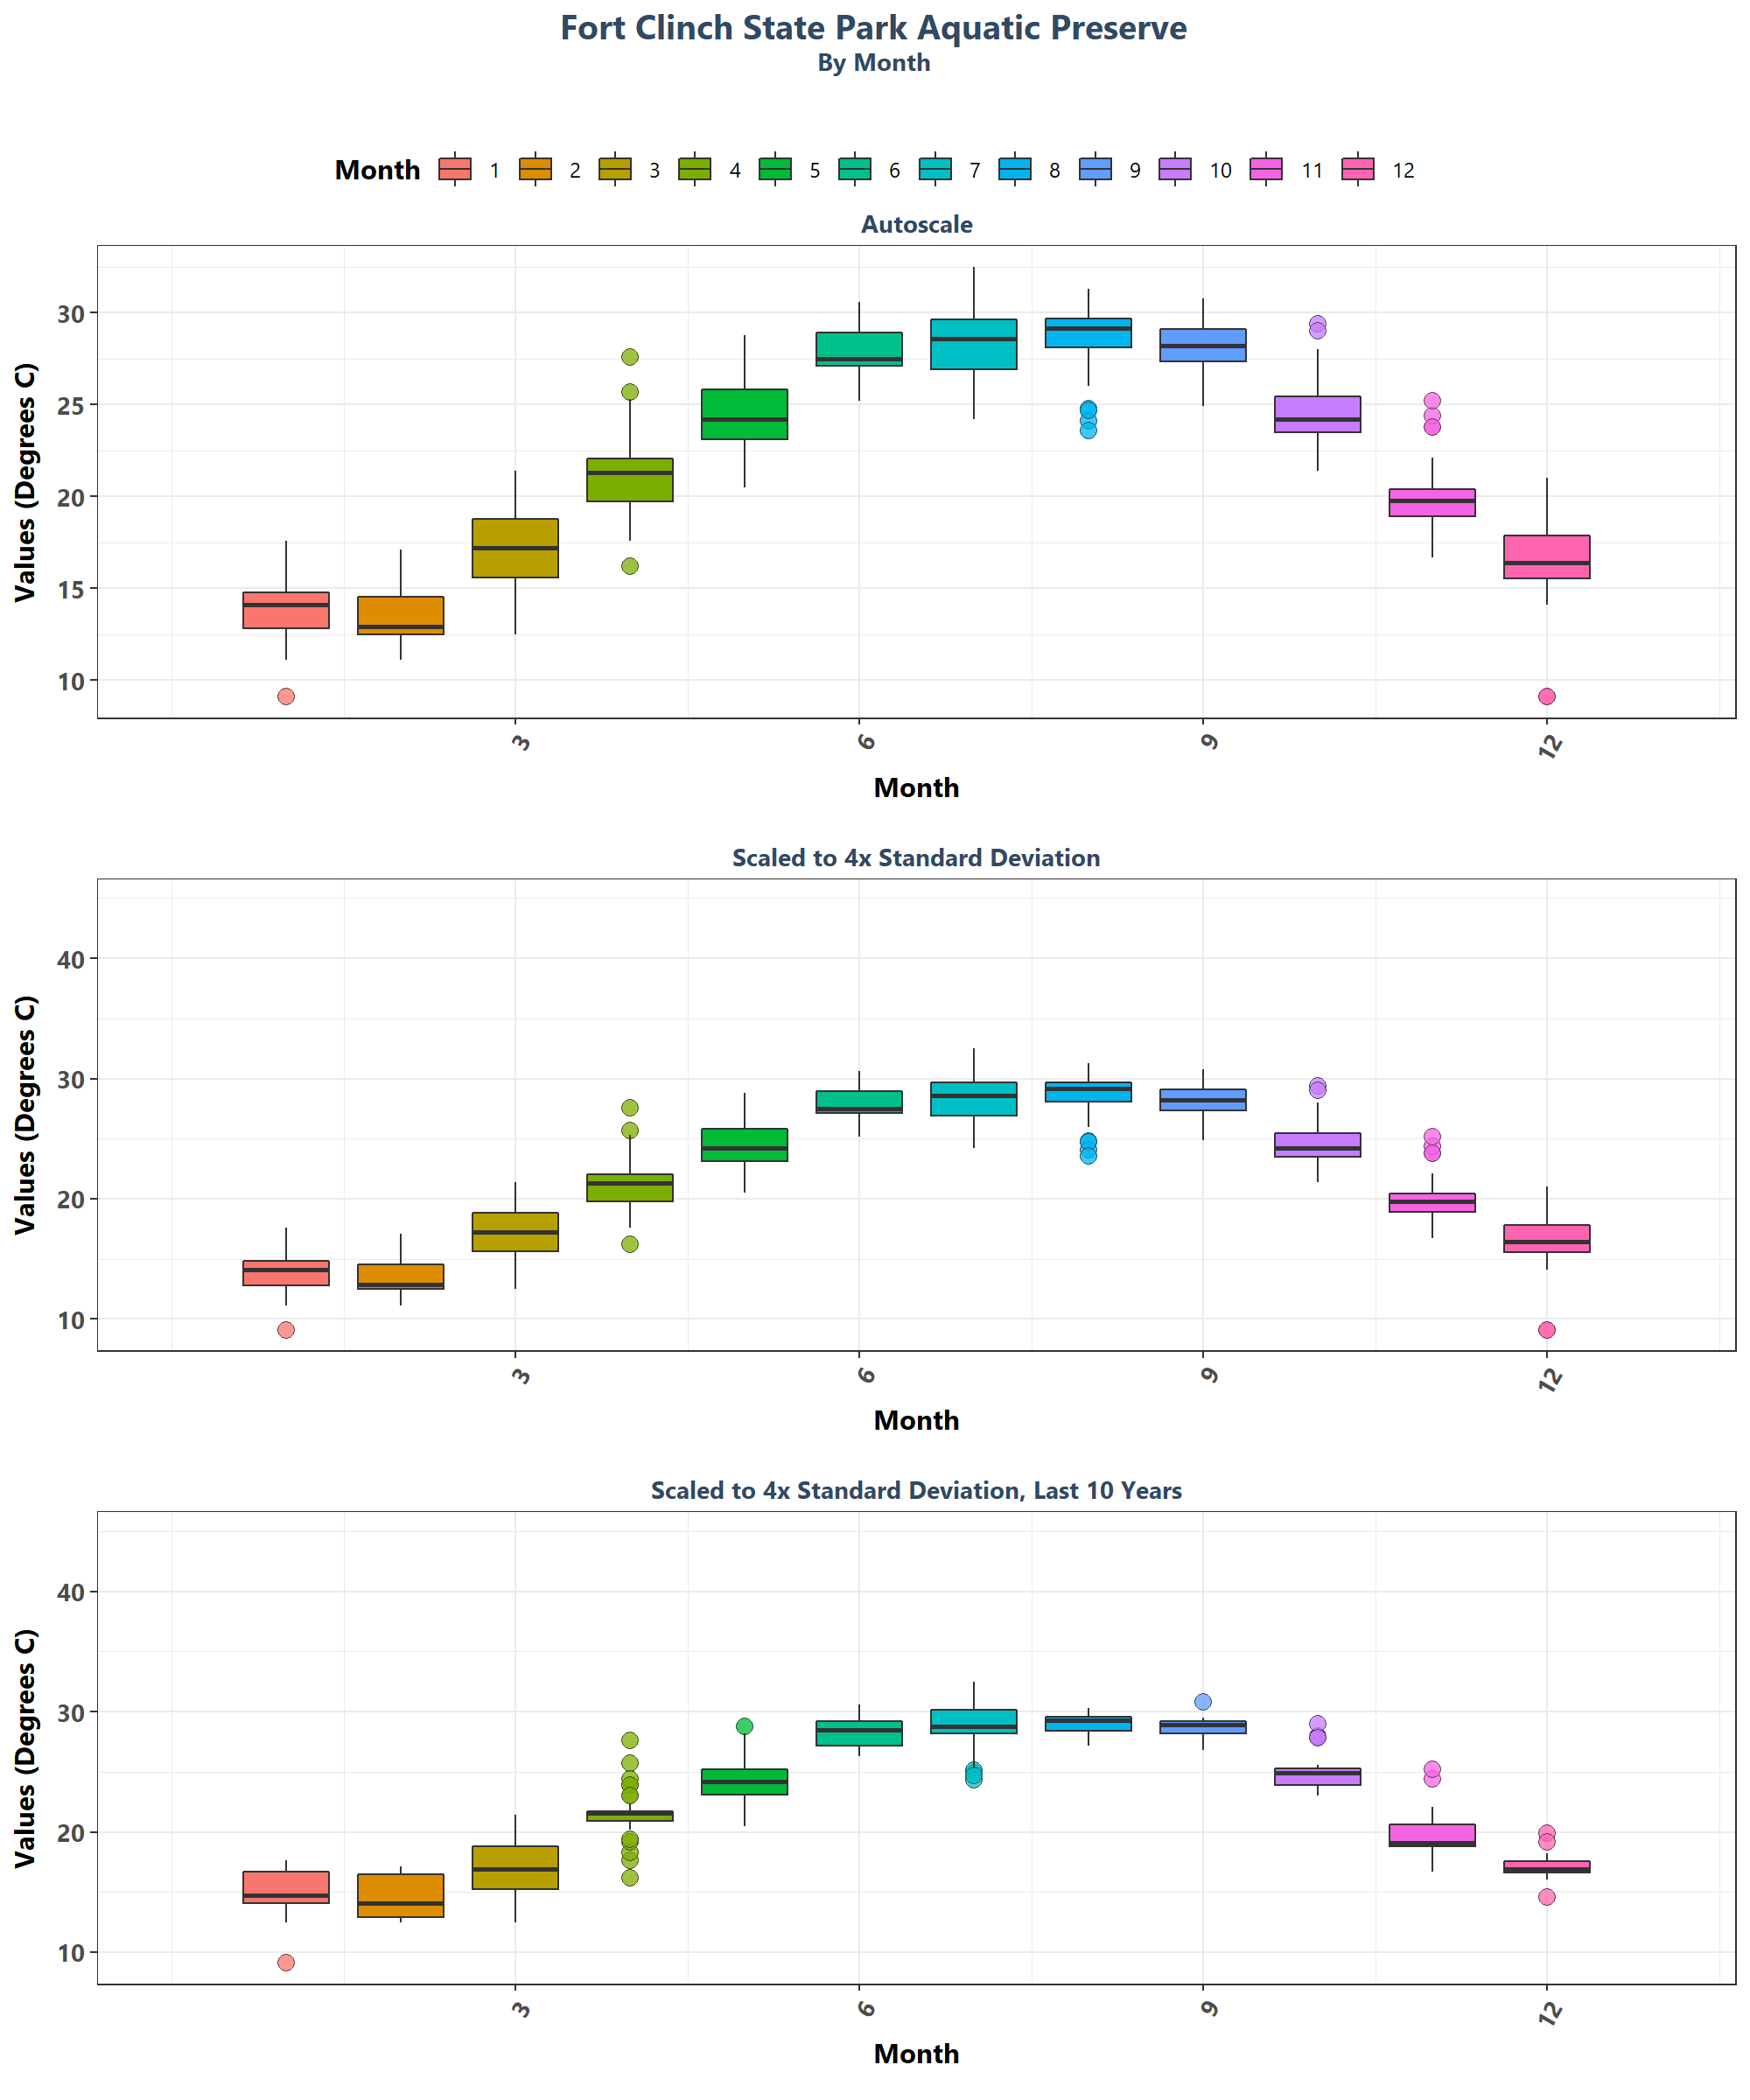 Fort Clinch State Park Aquatic Preserve
By Month
Month 1 2 3 4 5 6 7 8 9 10 11 12
Autoscale
Values (Degrees C)
30
25
20
15
10
3 6 9 12
Month
Scaled to 4x Standard Deviation
Values (Degrees C)
40
30
20
10
3 6 9 12
Month
Scaled to 4x Standard Deviation, Last 10 Years
Values (Degrees C)
40
30
20
10
3 6 9 12
Month